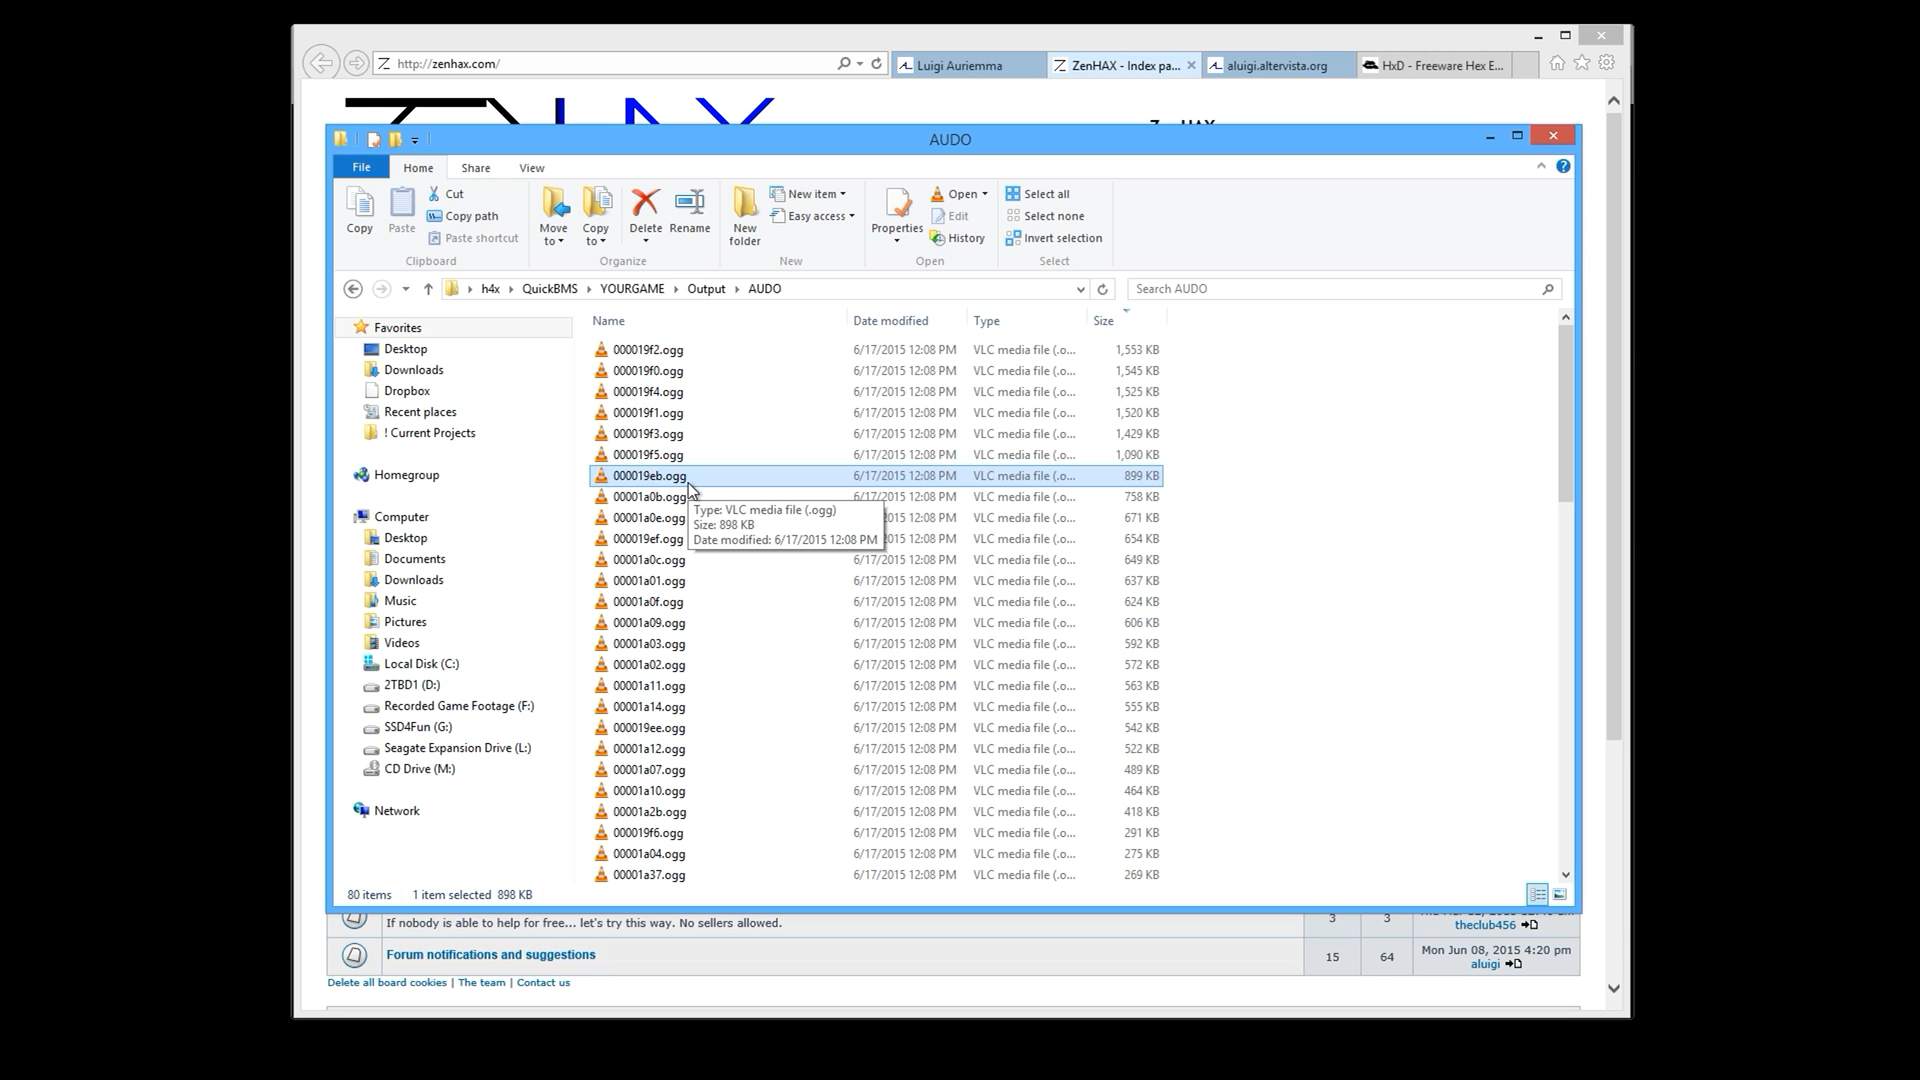 http://zenhax.com/
Luigi Auriemma
ZenHAX - Index pa...
aluigi.altervista.org
HxD - Freeware Hex E...
AUDO
File Home Share View
Copy
Paste
Cut
Copy path
Paste shortcut
Clipboard
Move to
Copy to
Delete
Rename
Organize
New folder
New item
Easy access
New
Properties
Open
Edit
History
Open
Select all
Select none
Invert selection
Select
h4x QuickBMS YOURGAME Output AUDO
Search AUDO
Favorites
Desktop
Downloads
Dropbox
Recent places
! Current Projects
Homegroup
Computer
Desktop
Documents
Downloads
Music
Pictures
Videos
Local Disk (C:)
2TBD1 (D:)
Recorded Game Footage (F:)
SSD4Fun (G:)
Seagate Expansion Drive (L:)
CD Drive (M:)
Network
Name Date modified Type Size
000019f2.ogg 6/17/2015 12:08 PM VLC media file (.o... 1,553 KB
000019f0.ogg 6/17/2015 12:08 PM VLC media file (.o... 1,545 KB
000019f4.ogg 6/17/2015 12:08 PM VLC media file (.o... 1,525 KB
000019f1.ogg 6/17/2015 12:08 PM VLC media file (.o... 1,520 KB
000019f3.ogg 6/17/2015 12:08 PM VLC media file (.o... 1,429 KB
000019f5.ogg 6/17/2015 12:08 PM VLC media file (.o... 1,090 KB
000019eb.ogg 6/17/2015 12:08 PM VLC media file (.o... 899 KB
00001a0b.ogg 6/17/2015 12:08 PM VLC media file (.o... 758 KB
00001a0e.ogg 2015 12:08 PM VLC media file (.o... 671 KB
000019ef.ogg 2015 12:08 PM VLC media file (.o... 654 KB
Type: VLC media file (.ogg)
Size: 898 KB
Date modified: 6/17/2015 12:08 PM
00001a0c.ogg 6/17/2015 12:08 PM VLC media file (.o... 649 KB
00001a01.ogg 6/17/2015 12:08 PM VLC media file (.o... 637 KB
00001a0f.ogg 6/17/2015 12:08 PM VLC media file (.o... 624 KB
00001a09.ogg 6/17/2015 12:08 PM VLC media file (.o... 606 KB
00001a03.ogg 6/17/2015 12:08 PM VLC media file (.o... 592 KB
00001a02.ogg 6/17/2015 12:08 PM VLC media file (.o... 572 KB
00001a11.ogg 6/17/2015 12:08 PM VLC media file (.o... 563 KB
00001a14.ogg 6/17/2015 12:08 PM VLC media file (.o... 555 KB
000019ee.ogg 6/17/2015 12:08 PM VLC media file (.o... 542 KB
00001a12.ogg 6/17/2015 12:08 PM VLC media file (.o... 522 KB
00001a07.ogg 6/17/2015 12:08 PM VLC media file (.o... 489 KB
00001a10.ogg 6/17/2015 12:08 PM VLC media file (.o... 464 KB
00001a2b.ogg 6/17/2015 12:08 PM VLC media file (.o... 418 KB
000019f6.ogg 6/17/2015 12:08 PM VLC media file (.o... 291 KB
00001a04.ogg 6/17/2015 12:08 PM VLC media file (.o... 275 KB
00001a37.ogg 6/17/2015 12:08 PM VLC media file (.o... 269 KB
80 items 1 item selected 898 KB
If nobody is able to help for free... let's try this way. No sellers allowed. 3 3
theclub456
Forum notifications and suggestions 15 64 Mon Jun 08, 2015 4:20 pm
aluigi
Delete all board cookies | The team | Contact us